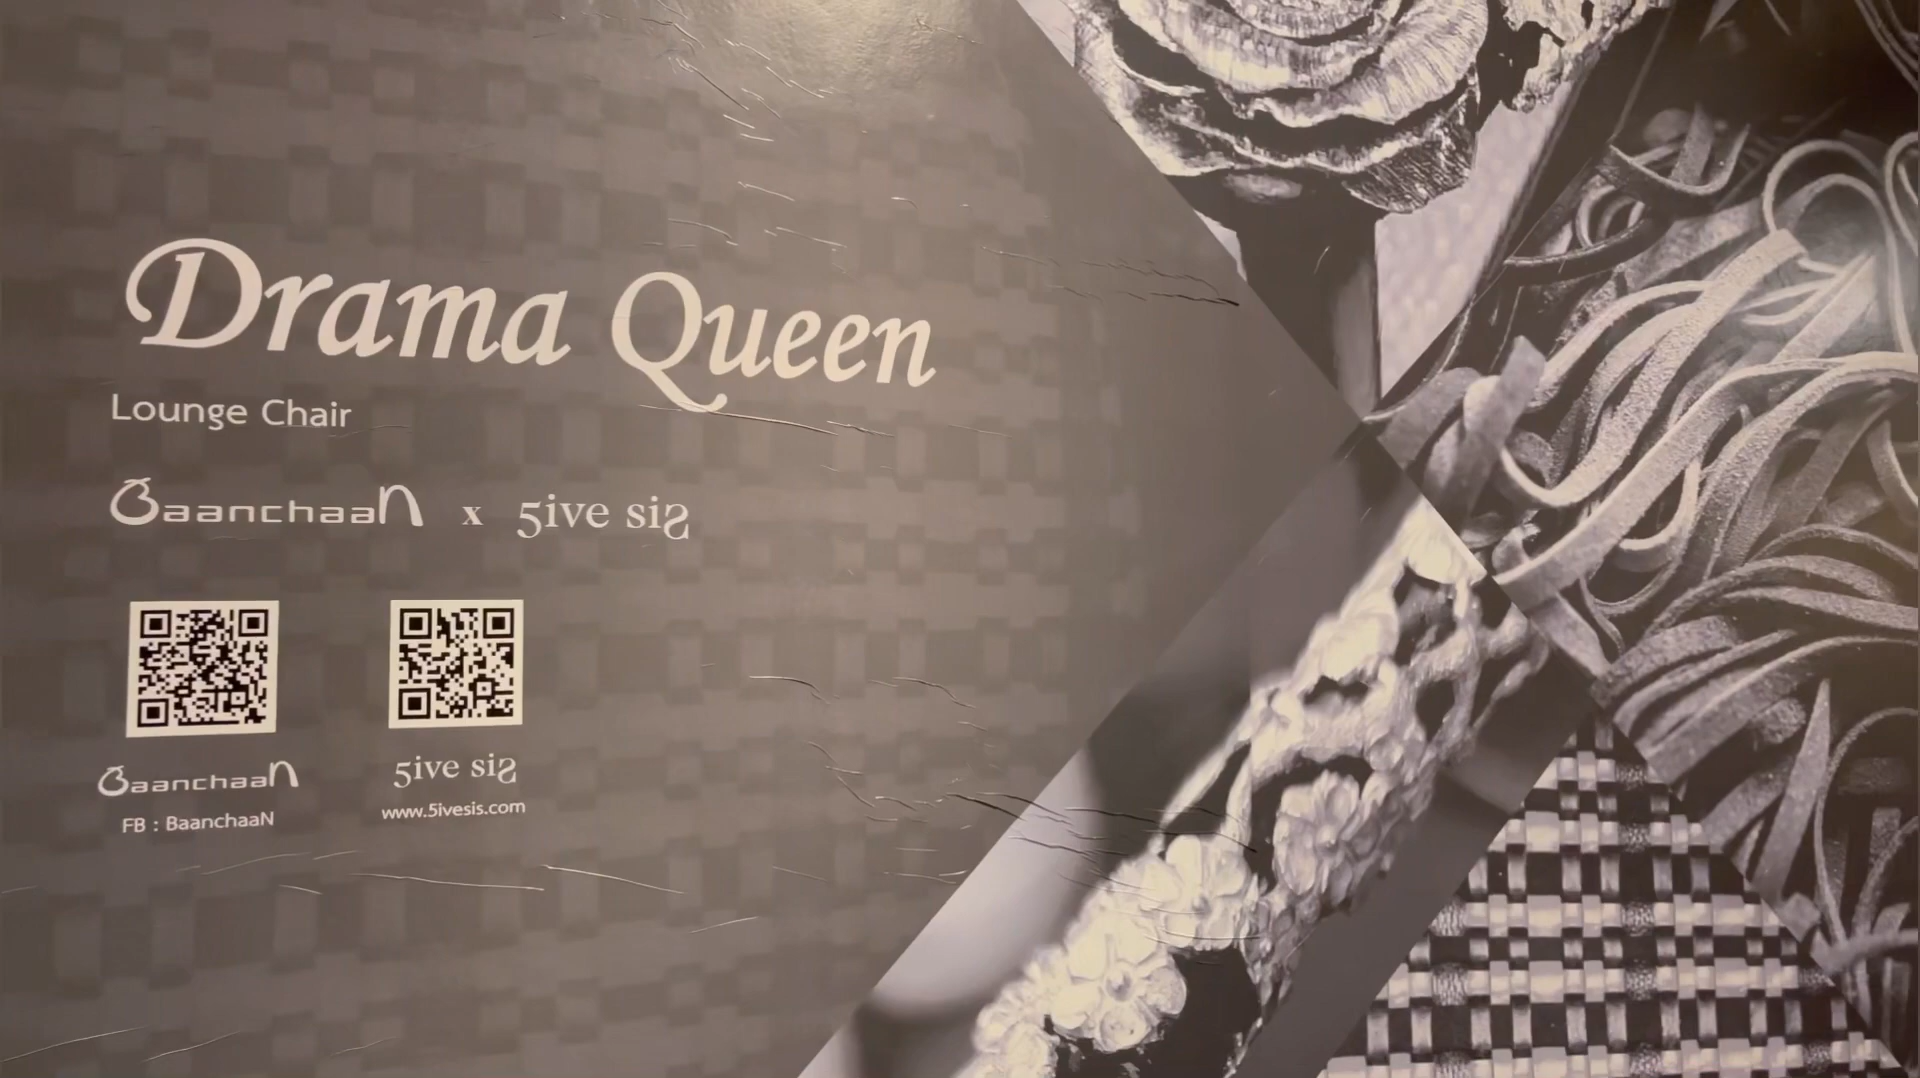 Drama Queen
Lounge Chair
BaanchaaN x 5ive sis
BaanchaaN
FB : BaanchaaN
5ive sis
www.5ivesis.com